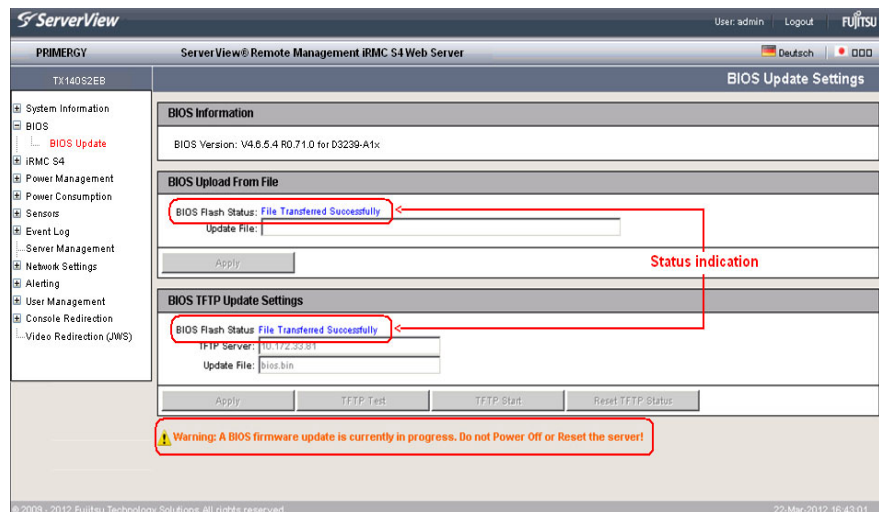 ServerView
User: admin Logout FUJITSU
PRIMERGY ServerView® Remote Management iRMC S4 Web Server Deutsch
TX140S2EB BIOS Update Settings
System Information
BIOS
BIOS Update
iRMC S4
Power Management
Power Consumption
Sensors
Event Log
Server Management
Network Settings
Alerting
User Management
Console Redirection
Video Redirection (JWS)
BIOS Information
BIOS Version: V4.6.5.4 R0.71.0 for D3239-A1x
BIOS Upload From File
BIOS Flash Status: File Transferred Successfully
Update File:
Apply
Status indication
BIOS TFTP Update Settings
BIOS Flash Status File Transferred Successfully
TFTP Server: 10.172.33.81
Update File: bios.bin
Apply TFTP Test TFTP Start Reset TFTP Status
Warning: A BIOS firmware update is currently in progress. Do not Power Off or Reset the server!
© 2009 - 2012 Fujitsu Technology Solutions All rights reserved. 22-Mar-2012 16:43:01